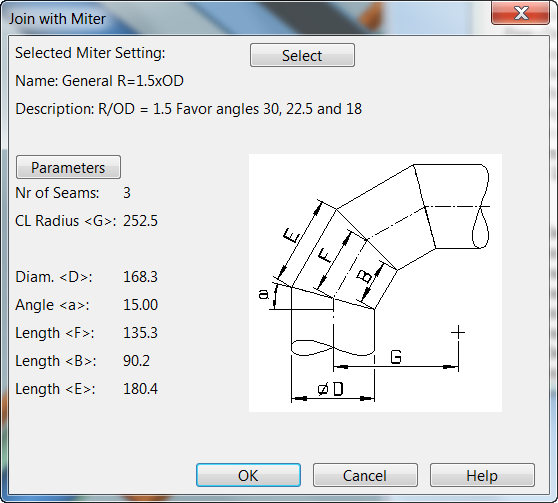 Join with Miter
Selected Miter Setting:
Select
Name: General R=1.5xOD
Description: R/OD = 1.5 Favor angles 30, 22.5 and 18
Parameters
Nr of Seams: 3
CL Radius <G>: 252.5
Diam. <D>: 168.3
Angle <a>: 15.00
Length <F>: 135.3
Length <B>: 90.2
Length <E>: 180.4
E
F
B
a
G
øD
OK
Cancel
Help